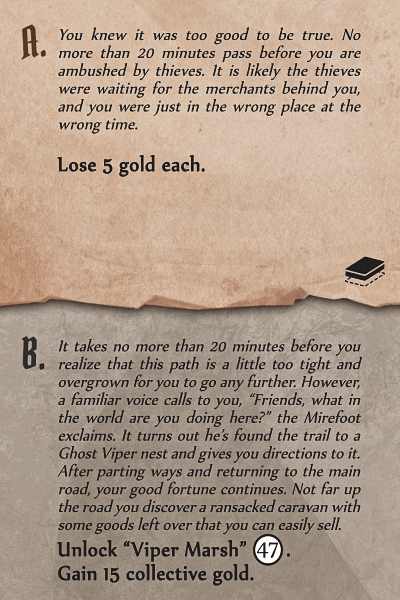 A. You knew it was too good to be true. No
more than 20 minutes pass before you are
ambushed by thieves. It is likely the thieves
were waiting for the merchants behind you,
and you were just in the wrong place at the
wrong time.
Lose 5 gold each.
B. It takes no more than 20 minutes before you
realize that this path is a little too tight and
overgrown for you to go any further. However,
a familiar voice calls to you, “Friends, what in
the world are you doing here?” the Mirefoot
exclaims. It turns out he’s found the trail to a
Ghost Viper nest and gives you directions to it.
After parting ways and returning to the main
road, your good fortune continues. Not far up
the road you discover a ransacked caravan with
some goods left over that you can easily sell.
Unlock “Viper Marsh” 47.
Gain 15 collective gold.